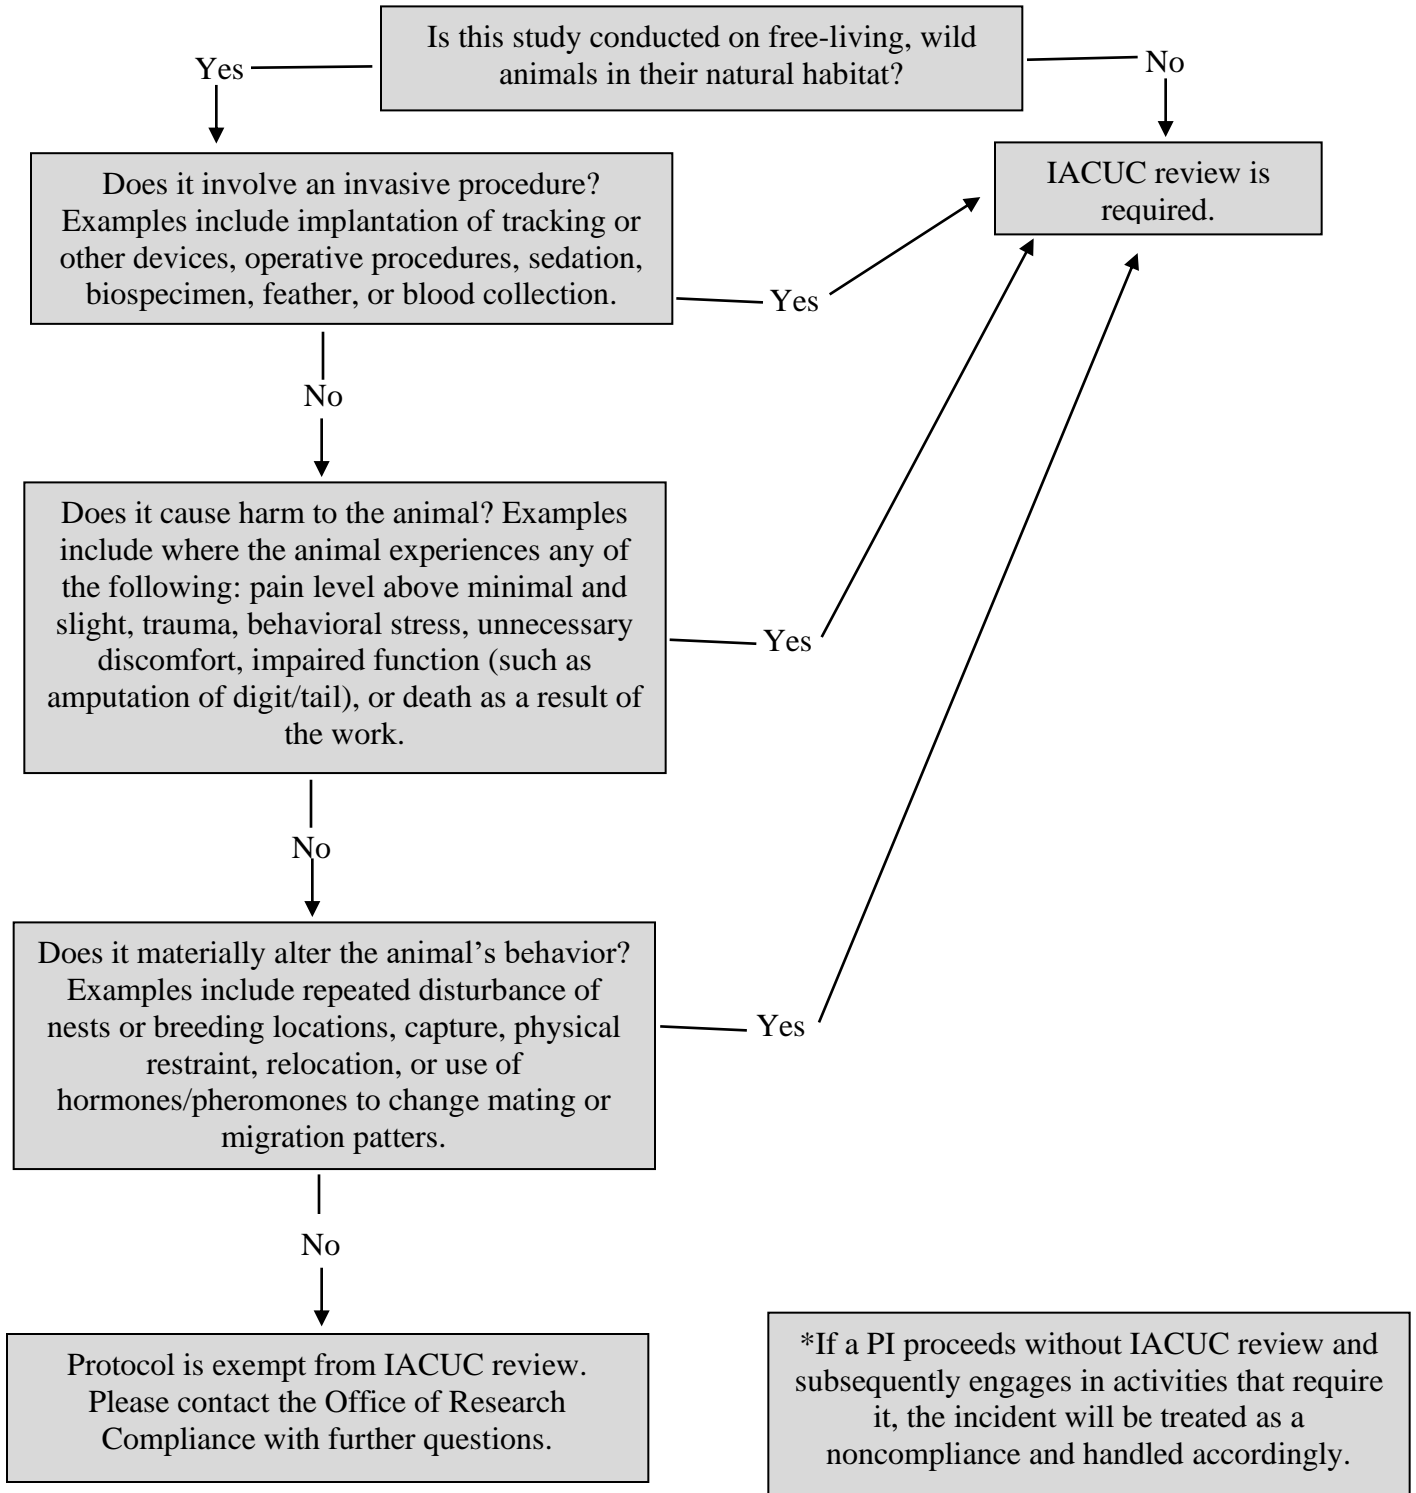 Is this study conducted on free-living, wild
animals in their natural habitat?
Yes
No
Does it involve an invasive procedure?
Examples include implantation of tracking or
other devices, operative procedures, sedation,
biospecimen, feather, or blood collection.
IACUC review is
required.
Yes
No
Does it cause harm to the animal? Examples
include where the animal experiences any of
the following: pain level above minimal and
slight, trauma, behavioral stress, unnecessary
discomfort, impaired function (such as
amputation of digit/tail), or death as a result of
the work.
Yes
No
Does it materially alter the animal’s behavior?
Examples include repeated disturbance of
nests or breeding locations, capture, physical
restraint, relocation, or use of
hormones/pheromones to change mating or
migration patters.
Yes
No
Protocol is exempt from IACUC review.
Please contact the Office of Research
Compliance with further questions.
*If a PI proceeds without IACUC review and
subsequently engages in activities that require
it, the incident will be treated as a
noncompliance and handled accordingly.